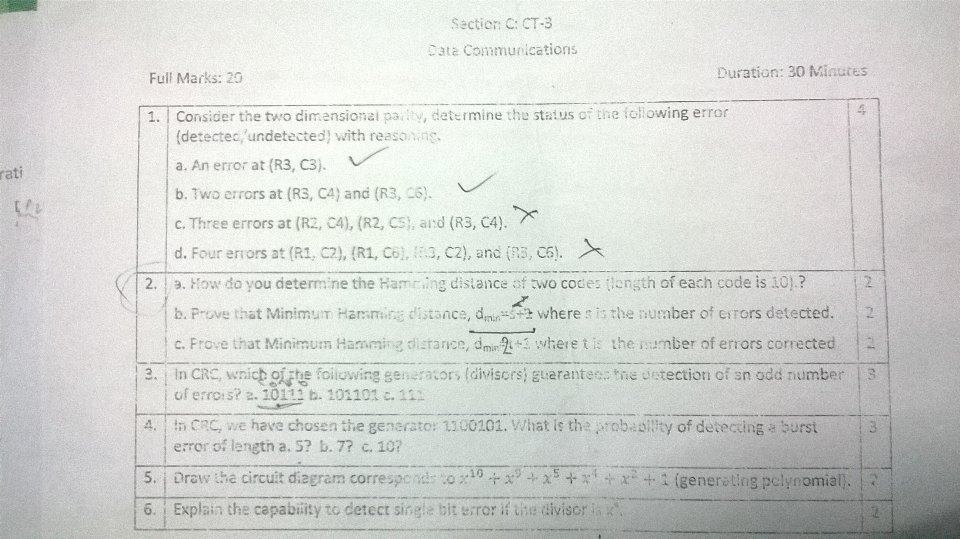 Section C: CT-3
Data Communications
Full Marks: 20
Duration: 30 Minutes
1. Consider the two dimensional parity, determine the status of the following error 4
(detected/undetected) with reasoning.
a. An error at (R3, C3).
rati
b. Two errors at (R3, C4) and (R3, C6).
c. Three errors at (R2, C4), (R2, C5), and (R3, C4).
d. Four errors at (R1, C2), (R1, C6), (R3, C2), and (R3, C6).
2. a. How do you determine the Hamming distance of two codes (length of each code is 10).? 2
b. Prove that Minimum Hamming distance, dmin=s+1 where s is the number of errors detected. 2
c. Prove that Minimum Hamming distance, dmin 2t+1 where t is the number of errors corrected 2
3. In CRC, which of the following generators (divisors) guarantees the detection of an odd number 3
of errors? a. 10111 b. 101101 c. 111
4. In CRC, we have chosen the generator 1100101. What is the probability of detecting a burst 3
error of length a. 5? b. 7? c. 10?
5. Draw the circuit diagram corresponds to x¹⁰ + x⁹ + x⁵ + x⁴ + x² + 1 (generating polynomial). 2
6. Explain the capability to detect single bit error if the divisor is 2